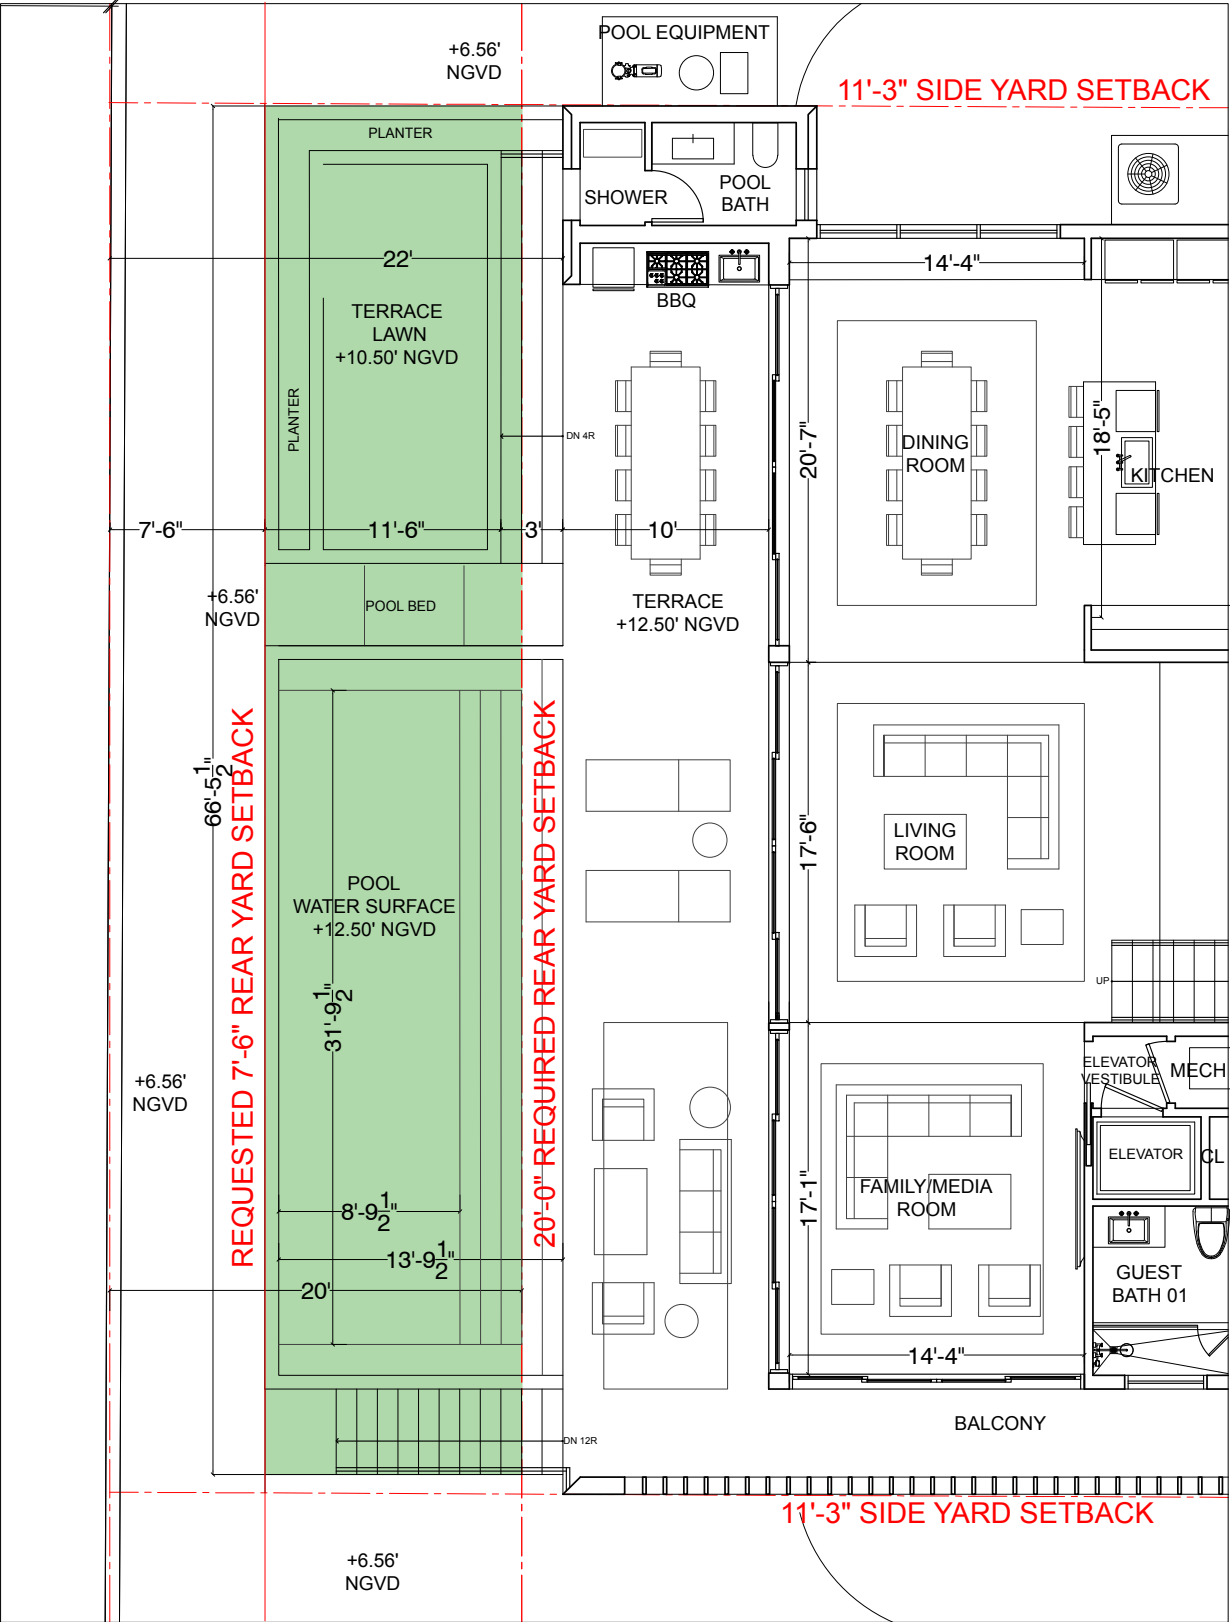 POOL EQUIPMENT
+6.56'
NGVD
11'-3" SIDE YARD SETBACK
PLANTER
SHOWER
POOL
BATH
22'
14'-4"
BBQ
TERRACE
LAWN
+10.50' NGVD
PLANTER
DN 4R
20'-7"
DINING
ROOM
18'-5"
KITCHEN
7'-6"
11'-6"
3'
10'
+6.56'
NGVD
POOL BED
TERRACE
+12.50' NGVD
66'-5 1/2"
REQUESTED 7'-6" REAR YARD SETBACK
20'-0" REQUIRED REAR YARD SETBACK
17'-6"
LIVING
ROOM
POOL
WATER SURFACE
+12.50' NGVD
31'-9 1/2"
UP
+6.56'
NGVD
ELEVATOR
VESTIBULE
MECH
ELEVATOR
CL
17'-1"
FAMILY/MEDIA
ROOM
8'-9 1/2"
13'-9 1/2"
20'
GUEST
BATH 01
14'-4"
BALCONY
DN 12R
11'-3" SIDE YARD SETBACK
+6.56'
NGVD